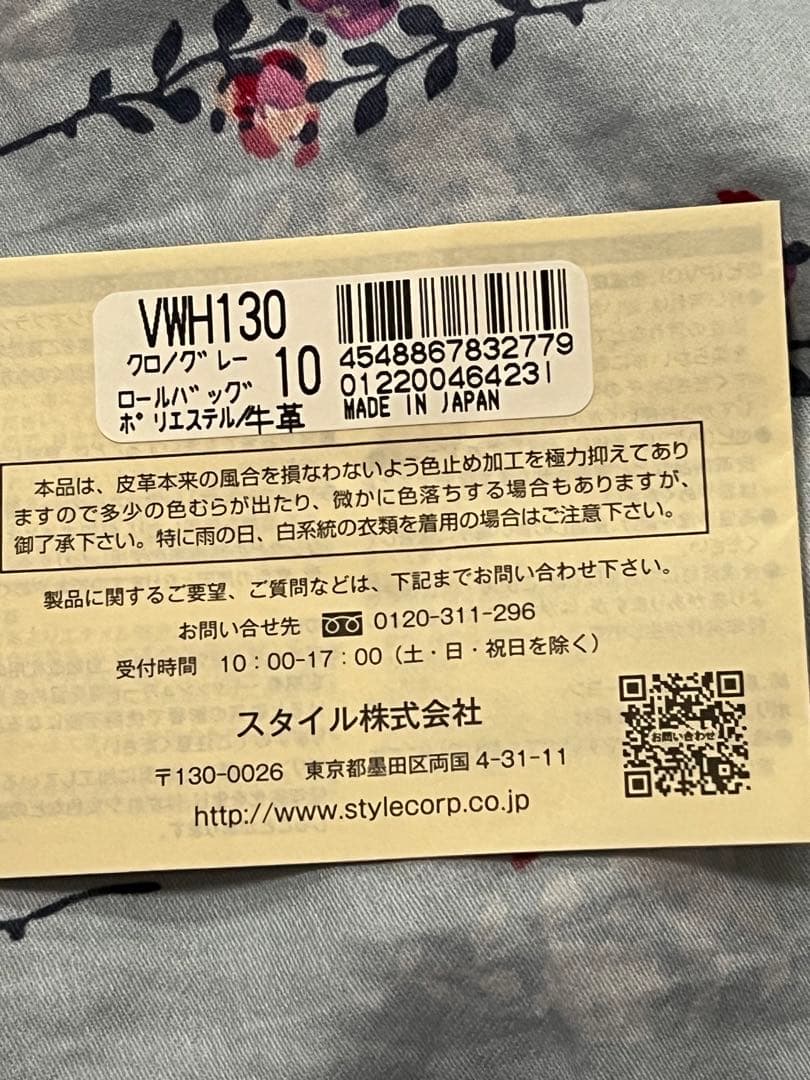 VWH130
クロ/グレー
ロールバッグ 10
ポリエステル/牛革
4548867832779
012200464231
MADE IN JAPAN
本品は、皮革本来の風合を損なわないよう色止め加工を極力抑えてあり
ますので多少の色むらが出たり、微かに色落ちする場合もありますが、
御了承下さい。特に雨の日、白系統の衣類を着用の場合はご注意下さい。
製品に関するご要望、ご質問などは、下記までお問い合わせ下さい。
お問い合せ先 0120-311-296
受付時間 10:00-17:00(土・日・祝日を除く)
スタイル株式会社
〒130-0026 東京都墨田区両国 4-31-11
http://www.stylecorp.co.jp
お問い合わせ